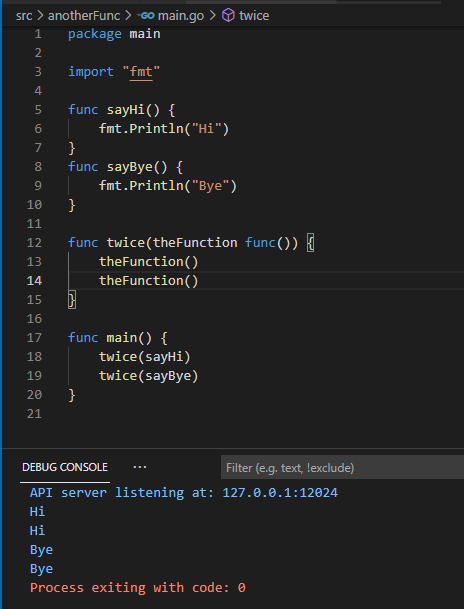 src > anotherFunc > main.go > twice
1 package main
2
3 import "fmt"
4
5 func sayHi() {
6 fmt.Println("Hi")
7 }
8 func sayBye() {
9 fmt.Println("Bye")
10 }
11
12 func twice(theFunction func()) {
13 theFunction()
14 theFunction()
15 }
16
17 func main() {
18 twice(sayHi)
19 twice(sayBye)
20 }
21
DEBUG CONSOLE ... Filter (e.g. text, !exclude)
API server listening at: 127.0.0.1:12024
Hi
Hi
Bye
Bye
Process exiting with code: 0